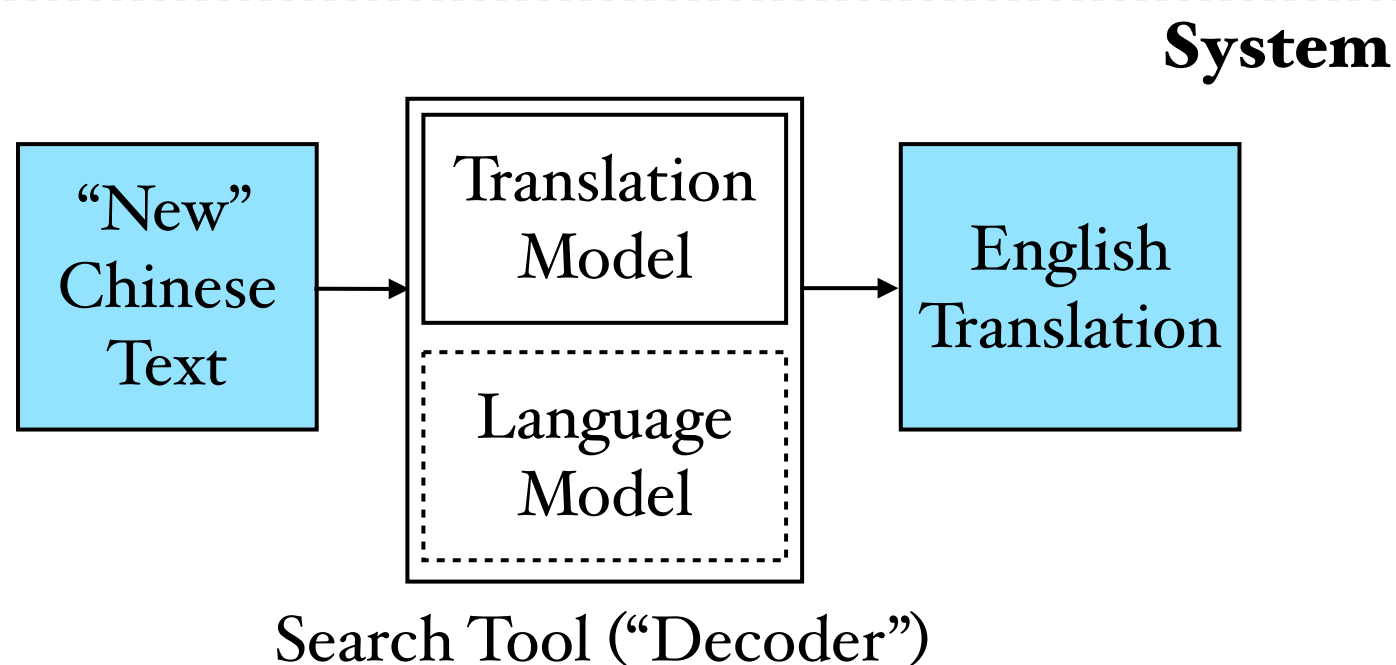 System
“New”
Chinese
Text
Translation
Model
Language
Model
English
Translation
Search Tool (“Decoder”)